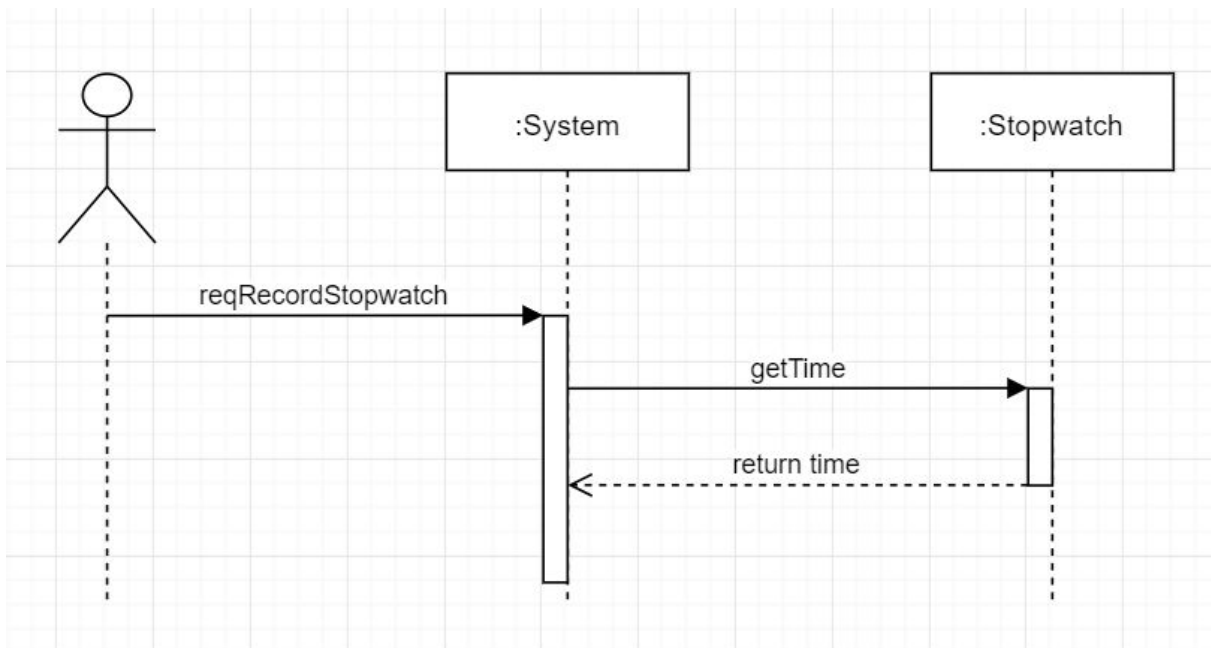 :System
:Stopwatch
reqRecordStopwatch
getTime
return time